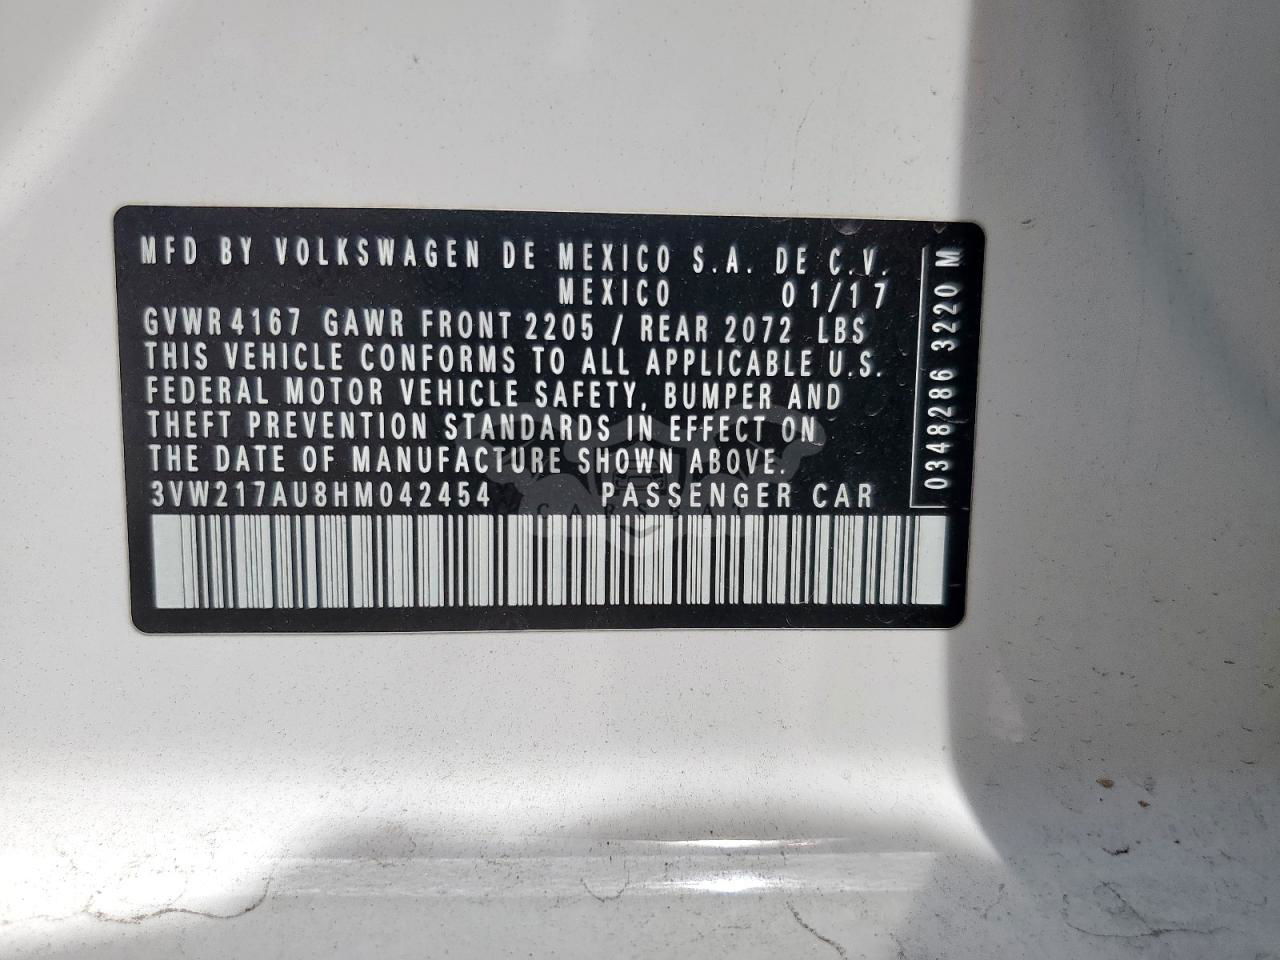 MFD BY VOLKSWAGEN DE MEXICO S.A. DE C.V.
MEXICO 01/17
GVWR 4167 GAWR FRONT 2205 / REAR 2072 LBS
THIS VEHICLE CONFORMS TO ALL APPLICABLE U.S.
FEDERAL MOTOR VEHICLE SAFETY, BUMPER AND
THEFT PREVENTION STANDARDS IN EFFECT ON
THE DATE OF MANUFACTURE SHOWN ABOVE.
3VW217AU8HM042454 PASSENGER CAR
0348286 3220 M